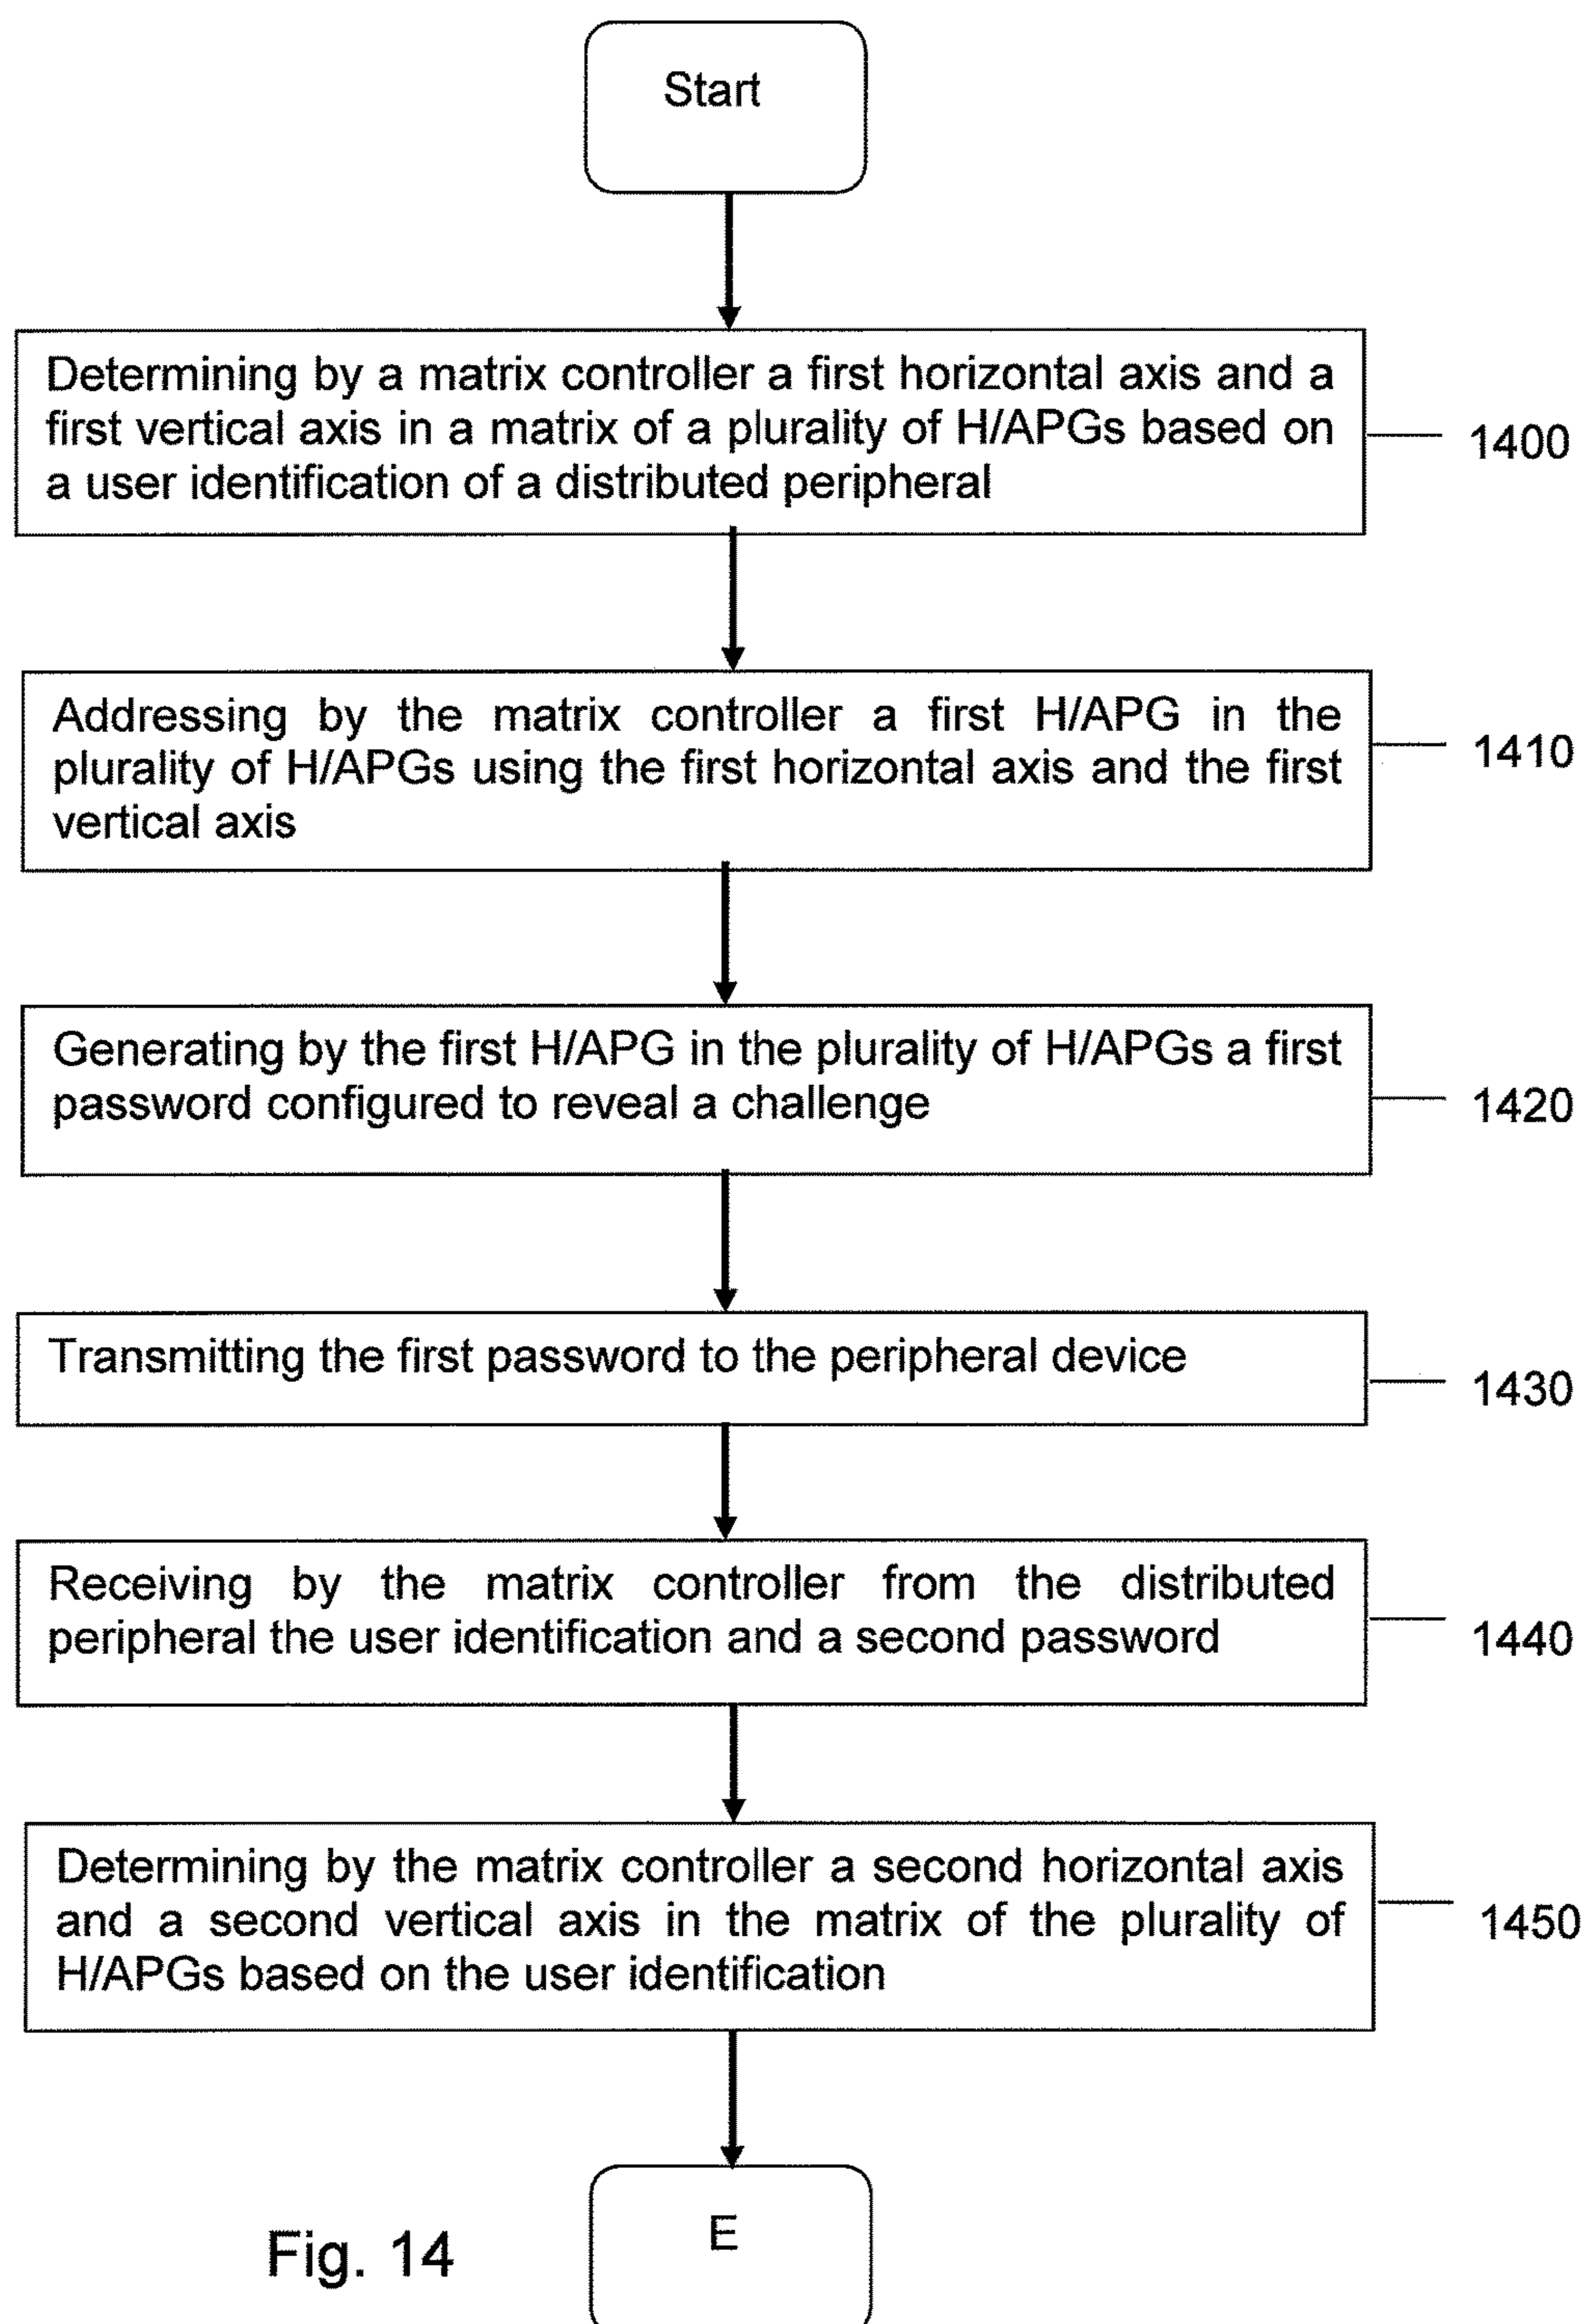 Start
Determining by a matrix controller a first horizontal axis and a
first vertical axis in a matrix of a plurality of H/APGs based on
a user identification of a distributed peripheral
1400
Addressing by the matrix controller a first H/APG in the
plurality of H/APGs using the first horizontal axis and the first
vertical axis
1410
Generating by the first H/APG in the plurality of H/APGs a first
password configured to reveal a challenge
1420
Transmitting the first password to the peripheral device
1430
Receiving by the matrix controller from the distributed
peripheral the user identification and a second password
1440
Determining by the matrix controller a second horizontal axis
and a second vertical axis in the matrix of the plurality of
H/APGs based on the user identification
1450
E
Fig. 14